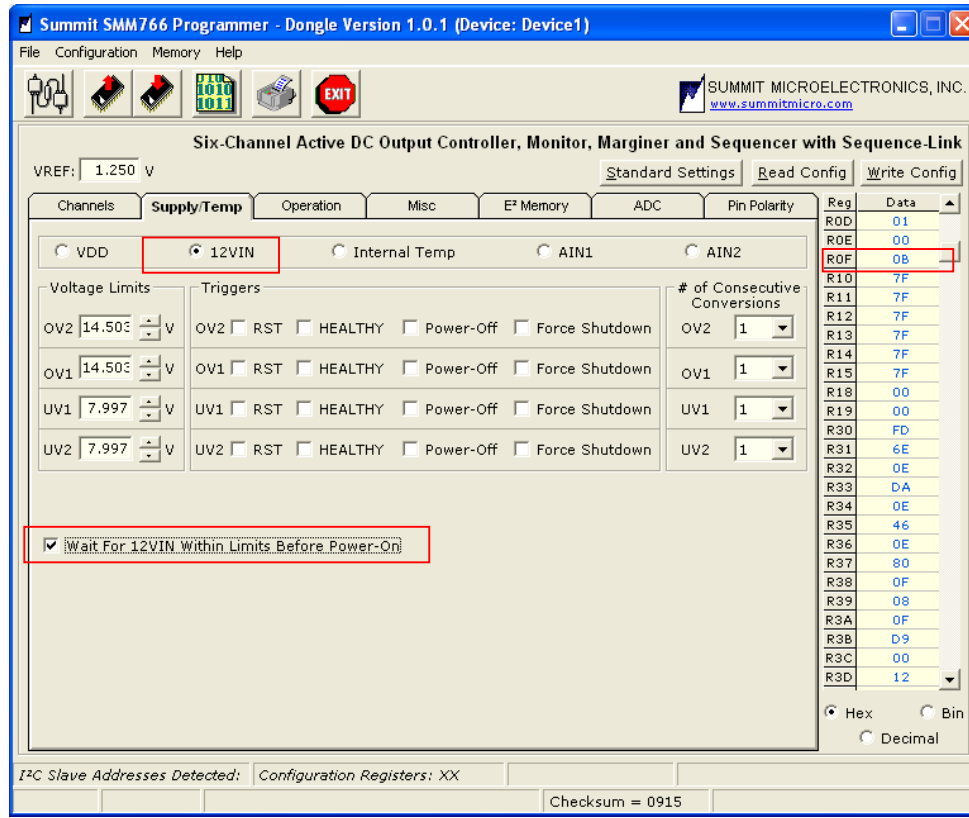 Summit SMM766 Programmer - Dongle Version 1.0.1 (Device: Device1)
File Configuration Memory Help
1010
1011
EXIT
SUMMIT MICROELECTRONICS, INC.
www.summitmicro.com
Six-Channel Active DC Output Controller, Monitor, Marginer and Sequencer with Sequence-Link
VREF: 1.250 V
Standard Settings Read Config Write Config
Channels Supply/Temp Operation Misc E² Memory ADC Pin Polarity
VDD 12VIN Internal Temp AIN1 AIN2
Voltage Limits Triggers # of Consecutive
Conversions
OV2 14.503 V OV2 RST HEALTHY Power-Off Force Shutdown OV2 1
OV1 14.503 V OV1 RST HEALTHY Power-Off Force Shutdown OV1 1
UV1 7.997 V UV1 RST HEALTHY Power-Off Force Shutdown UV1 1
UV2 7.997 V UV2 RST HEALTHY Power-Off Force Shutdown UV2 1
Wait For 12VIN Within Limits Before Power-On
Reg Data
R0D 01
R0E 00
R0F 0B
R10 7F
R11 7F
R12 7F
R13 7F
R14 7F
R15 7F
R18 00
R19 00
R30 FD
R31 6E
R32 0E
R33 DA
R34 0E
R35 46
R36 0E
R37 80
R38 0F
R39 08
R3A 0F
R3B D9
R3C 00
R3D 12
Hex Bin
Decimal
I²C Slave Addresses Detected: Configuration Registers: XX
Checksum = 0915